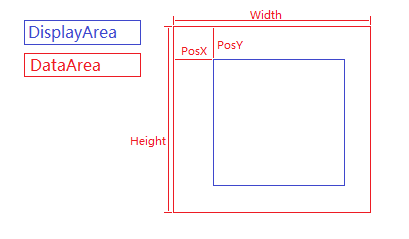 Width
DisplayArea
PosX
PosY
DataArea
Height